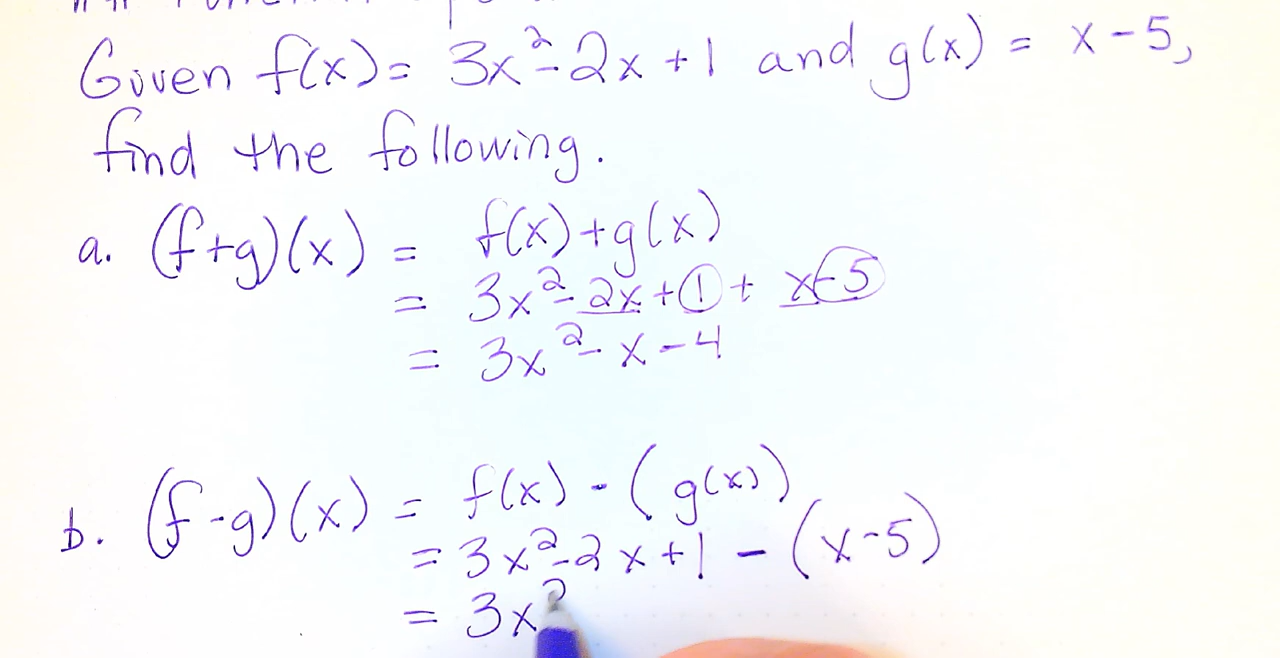 Given f(x) = 3x² - 2x + 1 and g(x) = x - 5,
find the following.
a. (f+g)(x) = f(x) + g(x)
= 3x² - 2x + 1 + x - 5
= 3x² - x - 4
b. (f - g)(x) = f(x) - (g(x))
= 3x² - 2x + 1 - (x - 5)
= 3x²